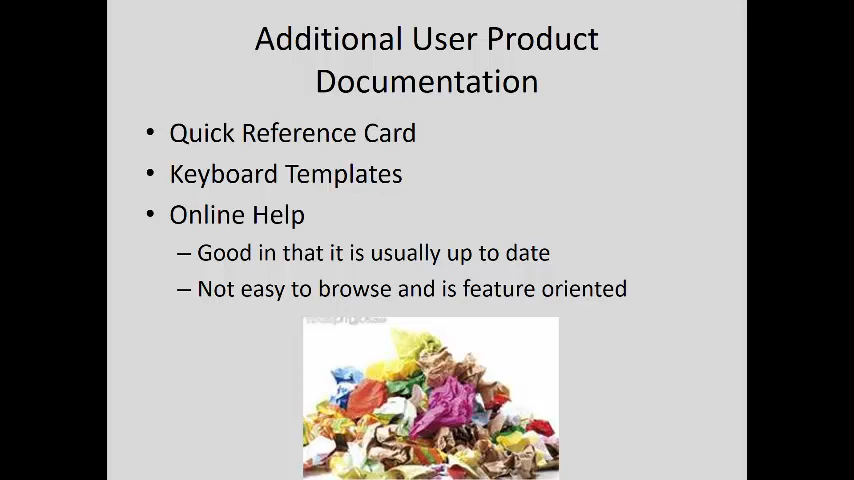 Additional User Product
Documentation
• Quick Reference Card
• Keyboard Templates
• Online Help
– Good in that it is usually up to date
– Not easy to browse and is feature oriented